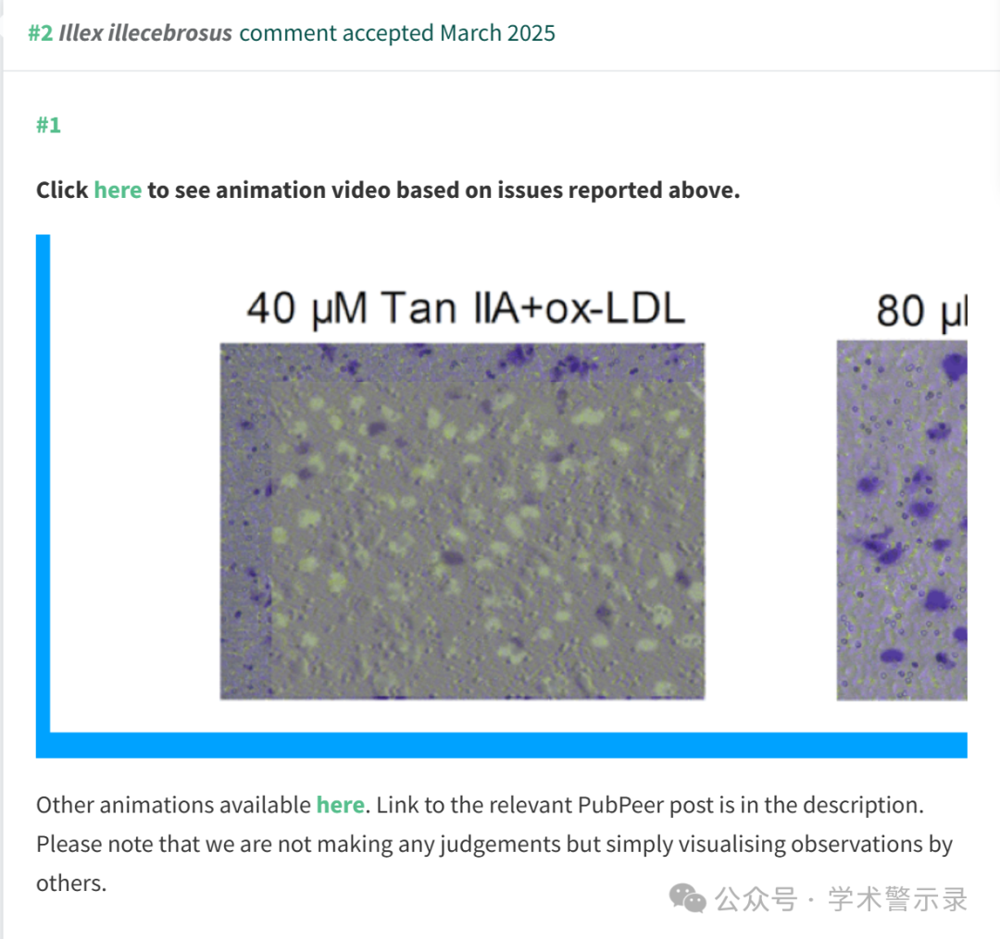 #2 Illex illecebrosus comment accepted March 2025
#1
Click here to see animation video based on issues reported above.
40 µM Tan IIA+ox-LDL
80 µ
Other animations available here. Link to the relevant PubPeer post is in the description.
Please note that we are not making any judgements but simply visualising observations by
others.
公众号 · 学术警示录